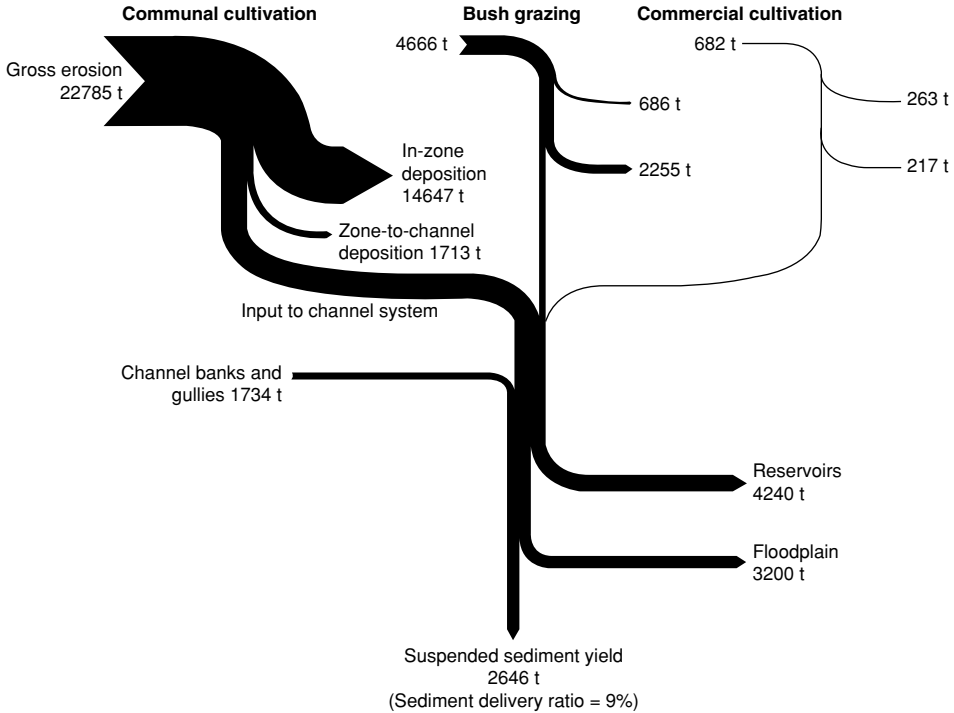 Communal cultivation
Bush grazing
Commercial cultivation
Gross erosion
22785 t
4666 t
682 t
686 t
263 t
In-zone
deposition
14647 t
2255 t
217 t
Zone-to-channel
deposition 1713 t
Input to channel system
Channel banks and
gullies 1734 t
Reservoirs
4240 t
Floodplain
3200 t
Suspended sediment yield
2646 t
(Sediment delivery ratio = 9%)